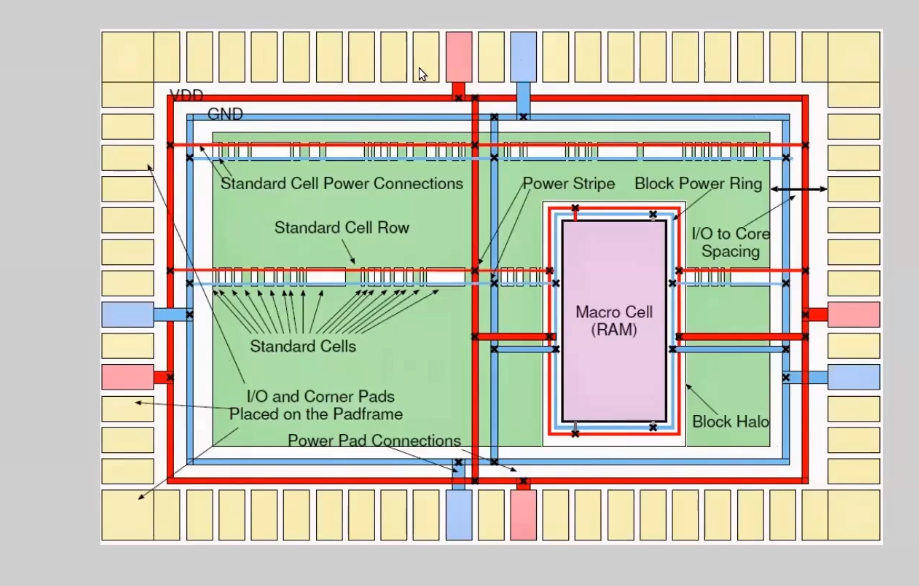 VDD
GND
Standard Cell Power Connections
Power Stripe
Block Power Ring
Standard Cell Row
I/O to Core
Spacing
Macro Cell
(RAM)
Standard Cells
I/O and Corner Pads
Placed on the Padframe
Block Halo
Power Pad Connections